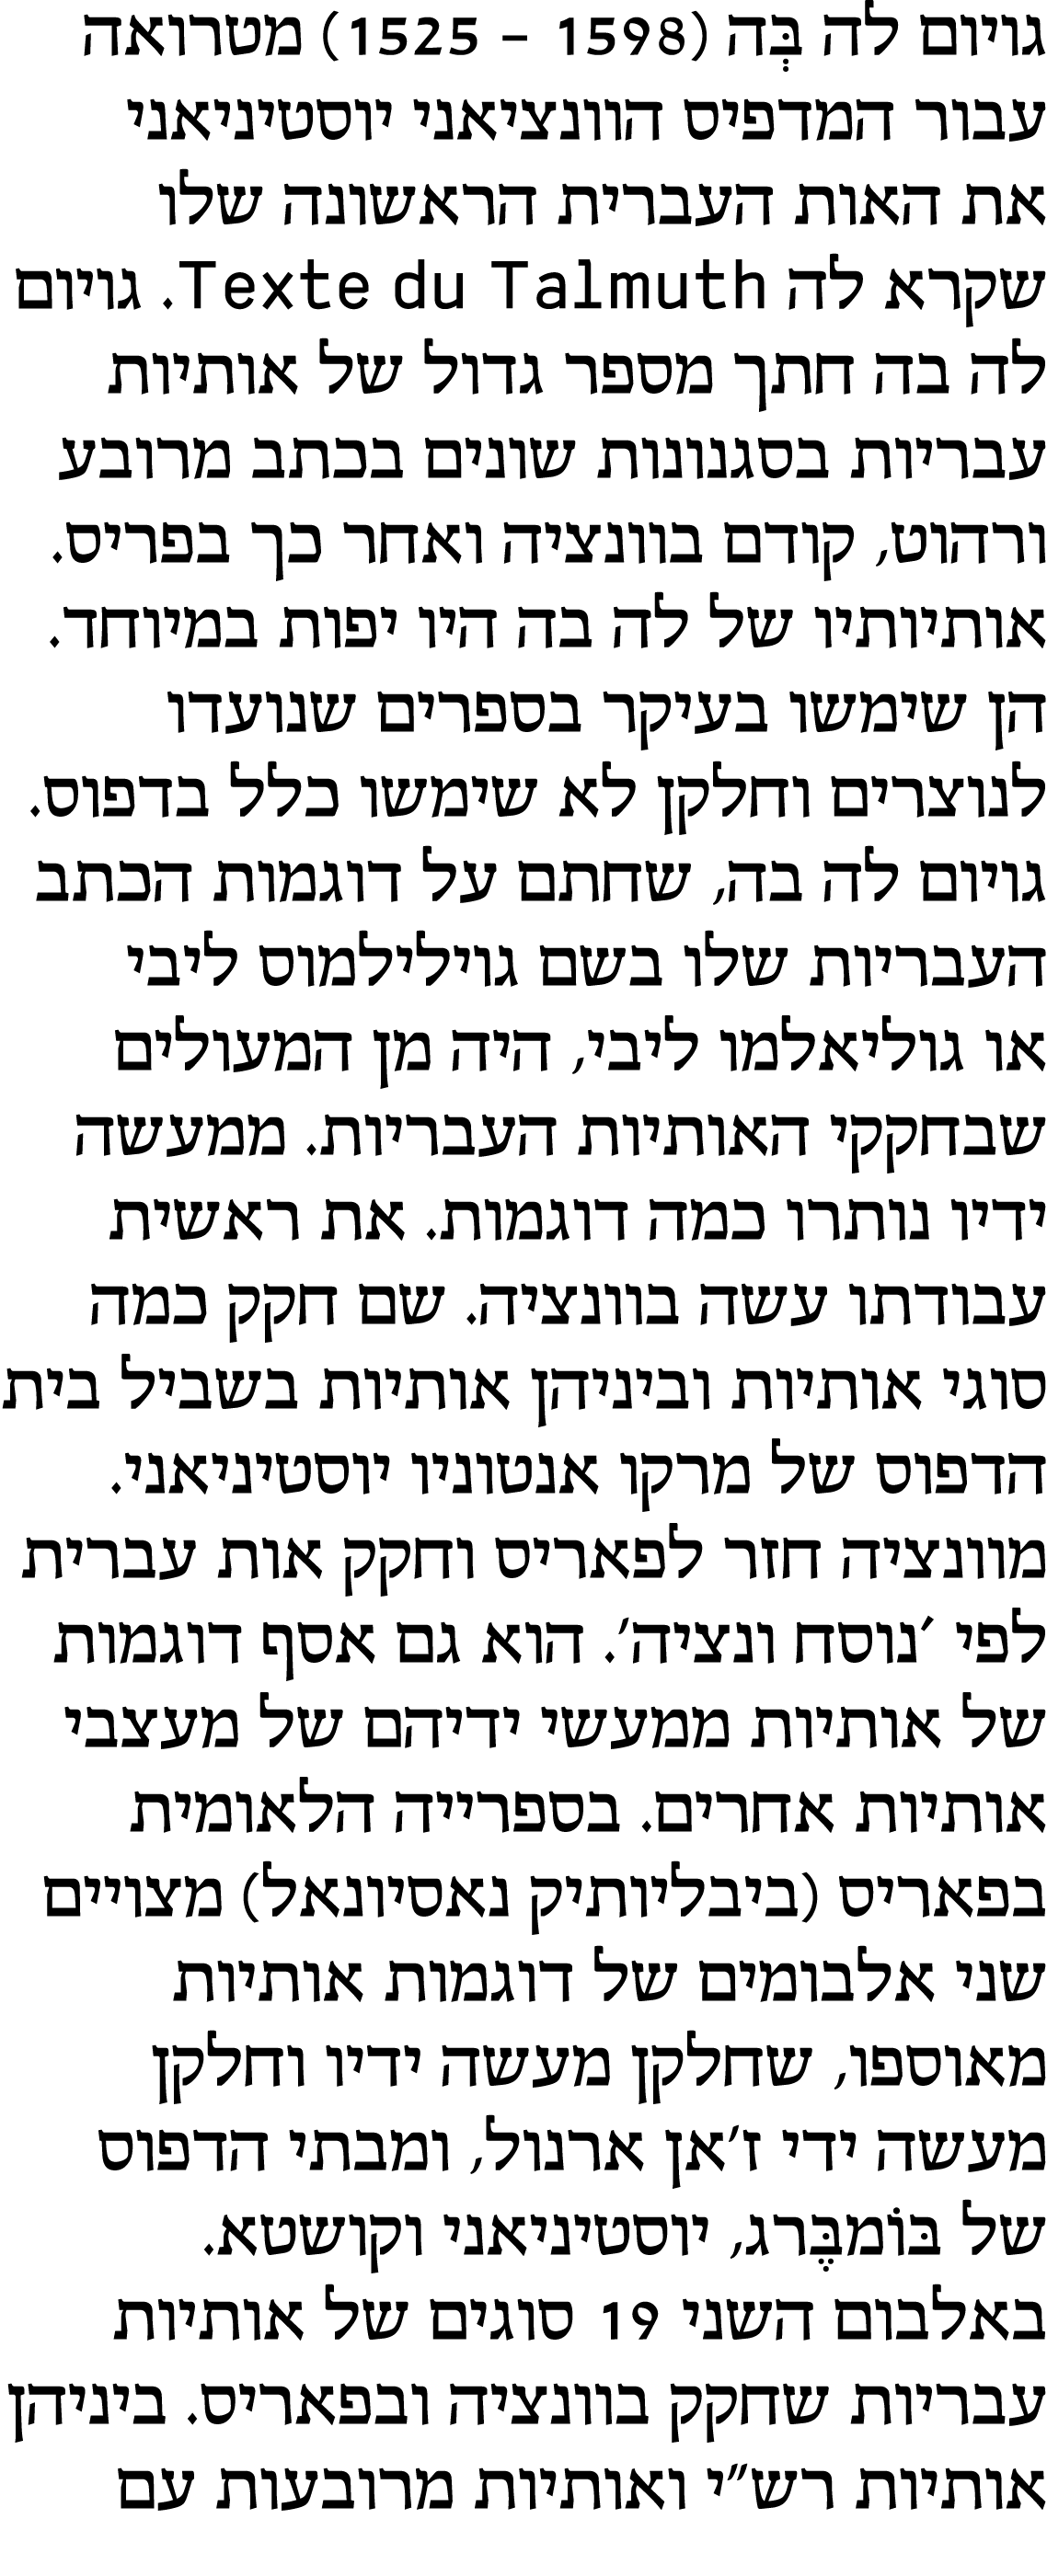 גויום לה בְּה (1598 – 1525) מטרואה
עבור המדפיס הוונציאני יוסטיניאני
את האות העברית הראשונה שלו
שקרא לה Texte du Talmuth. גויום
לה בה חתך מספר גדול של אותיות
עבריות בסגנונות שונים בכתב מרובע
ורהוט, קודם בוונציה ואחר כך בפריס.
אותיותיו של לה בה היו יפות במיוחד.
הן שימשו בעיקר בספרים שנועדו
לנוצרים וחלקן לא שימשו כלל בדפוס.
גויום לה בה, שחתם על דוגמות הכתב
העבריות שלו בשם גויליলמוס ליבי
או גוליאלמו ליבי, היה מן המעולים
שבחקקי האותיות העבריות. ממעשה
ידיו נותרו כמה דוגמות. את ראשית
עבודתו עשה בוונציה. שם חקק כמה
סוגי אותיות וביניהן אותיות בשביל בית
הדפוס של מרקו אנטוניו יוסטיניאני.
מוונציה חזר לפאריס וחקק אות עברית
לפי ׳נוסח ונציה׳. הוא גם אסף דוגמות
של אותיות ממעשי ידיהם של מעצבי
אותיות אחרים. בספרייה הלאומית
בפאריס (ביבליותיק נאסיונאל) מצויים
שני אלבומים של דוגמות אותיות
מאוספו, שחלקן מעשה ידיו וחלקן
מעשה ידי ז׳אן ארנול, ומבתי הדפוס
של בּוֹמבֶּרג, יוסטיניאני וקושטא.
באלבום השני 19 סוגים של אותיות
עבריות שחקק בוונציה ובפאריס. ביניהן
אותיות רש״י ואותיות מרובעות עם